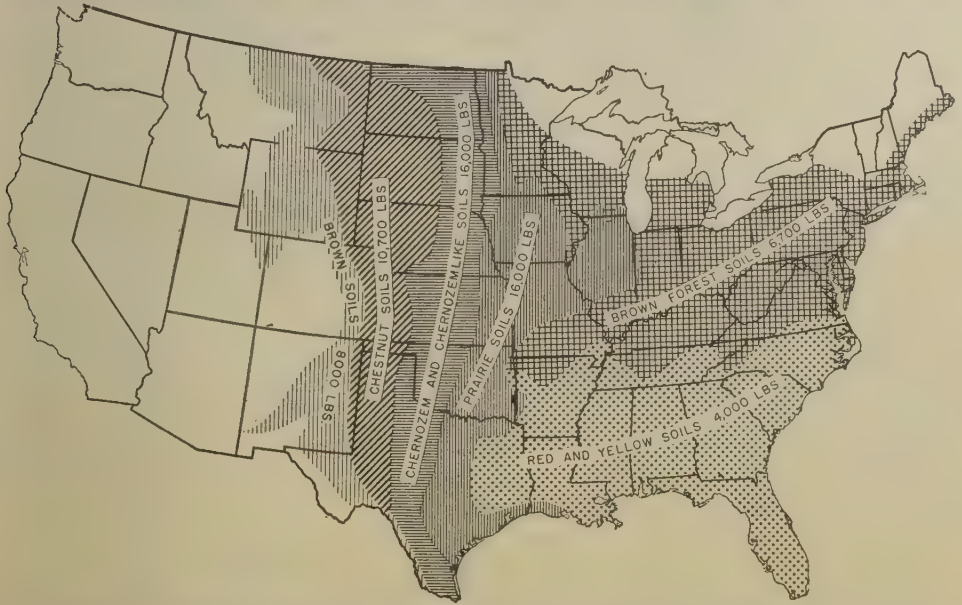 BROWN SOILS 8000 LBS
CHESTNUT SOILS 10,700 LBS
CHERNOZEM AND CHERNOZEMLIKE SOILS 16,000 LBS
PRAIRIE SOILS 16,000 LBS
BROWN FOREST SOILS 6,700 LBS
RED AND YELLOW SOILS 4,000 LBS